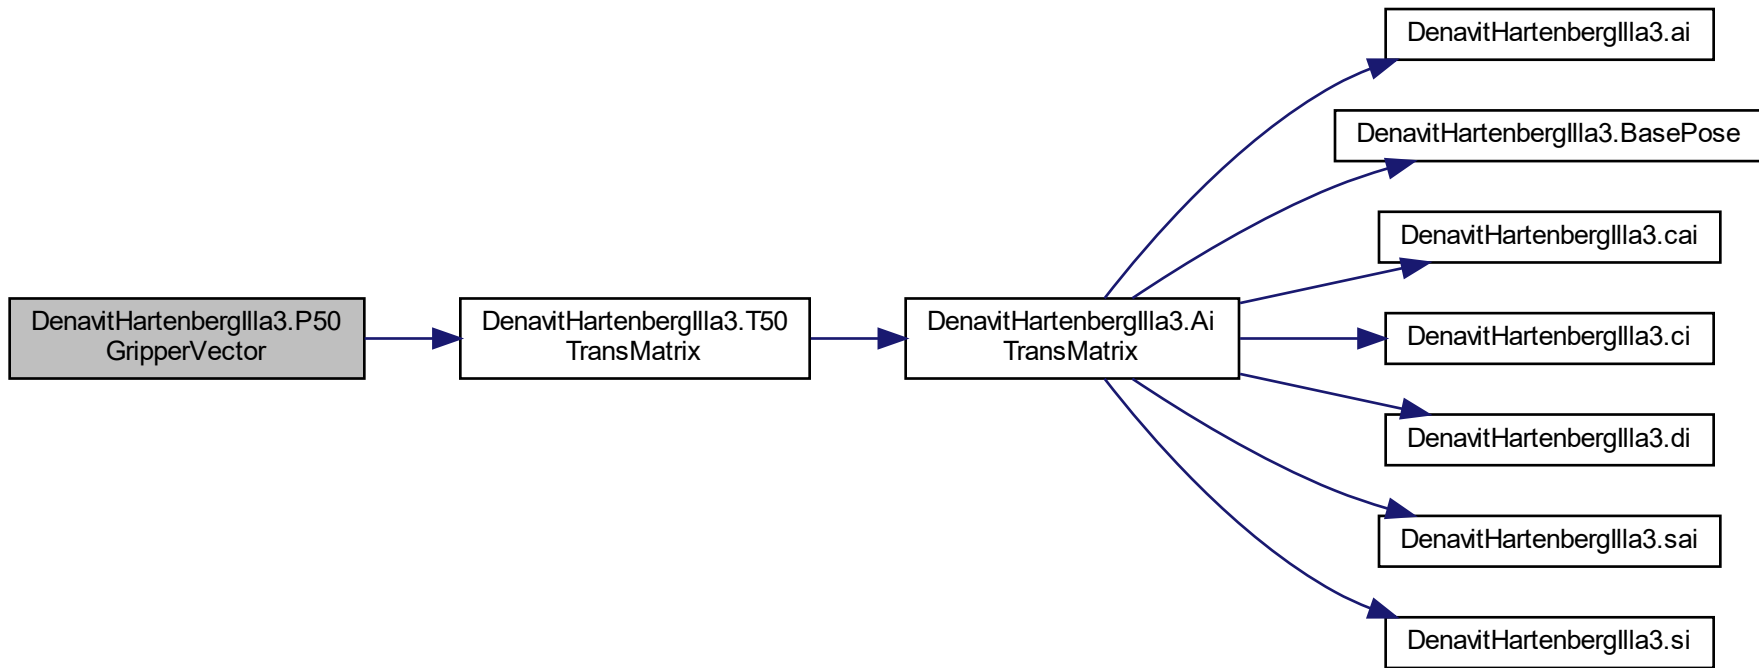 DenavitHartenbergIIIa3.ai
DenavitHartenbergIIIa3.BasePose
DenavitHartenbergIIIa3.cai
DenavitHartenbergIIIa3.P50
GripperVector
DenavitHartenbergIIIa3.T50
TransMatrix
DenavitHartenbergIIIa3.Ai
TransMatrix
DenavitHartenbergIIIa3.ci
DenavitHartenbergIIIa3.di
DenavitHartenbergIIIa3.sai
DenavitHartenbergIIIa3.si